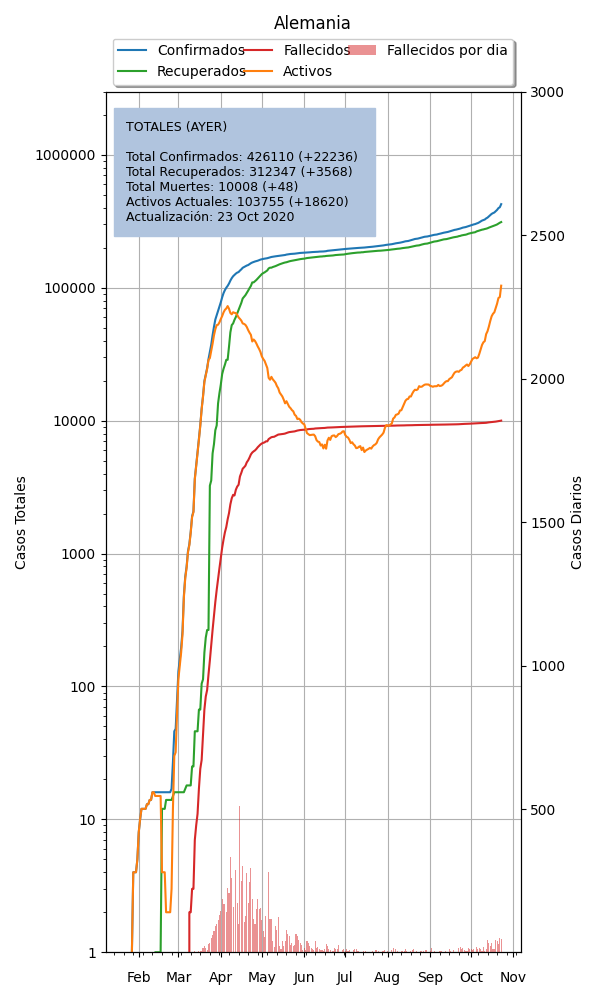 Alemania
Confirmados
Recuperados
Fallecidos
Activos
Fallecidos por dia
TOTALES (AYER)
Total Confirmados: 426110 (+22236)
Total Recuperados: 312347 (+3568)
Total Muertes: 10008 (+48)
Activos Actuales: 103755 (+18620)
Actualización: 23 Oct 2020
Casos Totales
1000000
100000
10000
1000
100
10
1
Casos Diarios
3000
2500
2000
1500
1000
500
Feb Mar Apr May Jun Jul Aug Sep Oct Nov